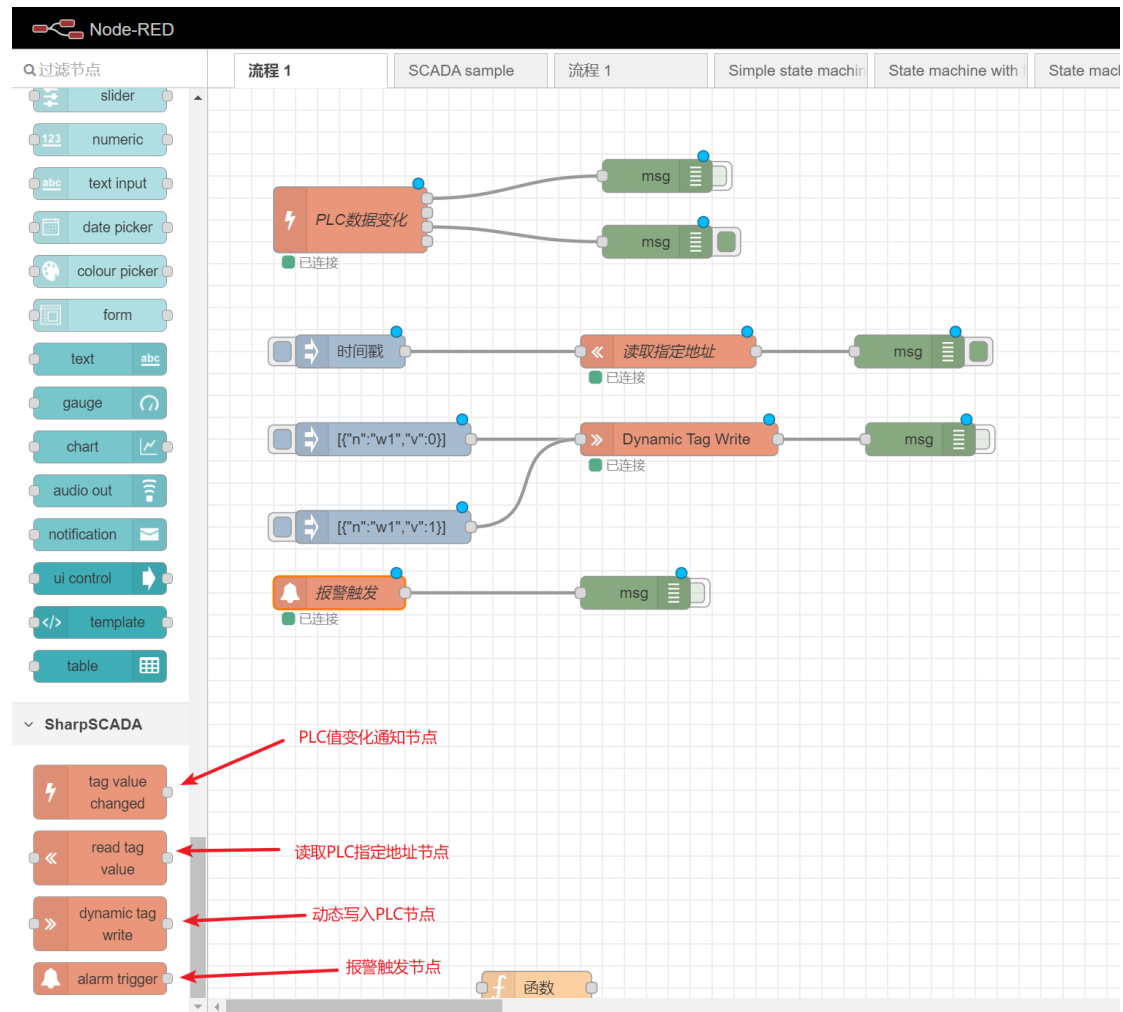 Node-RED
过滤节点
流程 1
SCADA sample
流程 1
Simple state machin
State machine with
State mac
slider
123 numeric
abc text input
date picker
colour picker
form
text abc
gauge
chart
audio out
notification
ui control
</> template
table
SharpSCADA
tag value
changed
read tag
value
dynamic tag
write
alarm trigger
PLC数据变化
已连接
msg
msg
时间戳
读取指定地址
已连接
msg
[{"n":"w1","v":0}]
Dynamic Tag Write
已连接
msg
[{"n":"w1","v":1}]
报警触发
已连接
msg
PLC值变化通知节点
读取PLC指定地址节点
动态写入PLC节点
报警触发节点
f 函数